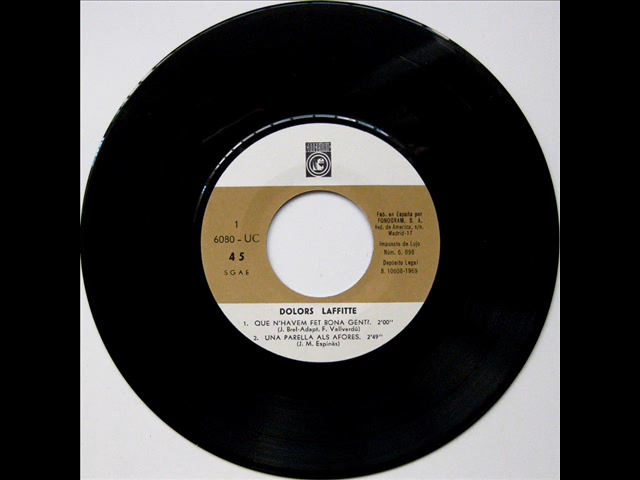 CONCENTRIC
1
6080 - UC
45
SGAE
Fab. en España por
FONOGRAM, S. A.
Avd. de America, s/n.
Madrid-17
Impuesto de Lujo
Núm. 6. 898
Depósito Legal
B. 10608-1969
DOLORS LAFFITTE
1. QUE N'HAVEM FET BONA GENT!. 2'00"
(J. Brel-Adapt. F. Vallverdú)
2. UNA PARELLA ALS AFORES. 2'49"
(J. M. Espinàs)